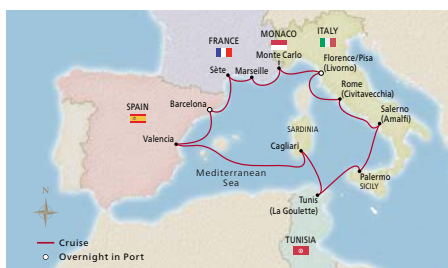 FRANCE
MONACO
ITALY
Monte Carlo
Florence/Pisa
(Livorno)
Sète
Marseille
Rome
(Civitavecchia)
SPAIN
Barcelona
Salerno
(Amalfi)
Valencia
SARDINIA
Cagliari
Mediterranean
Sea
Palermo
SICILY
Tunis
(La Goulette)
N
TUNISIA
Cruise
Overnight in Port